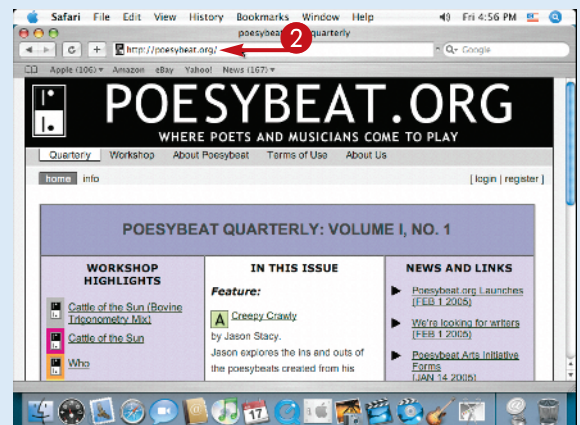 Safari File Edit View History Bookmarks Window Help Fri 4:56 PM
poesybeat quarterly
http://poesybeat.org/ 2 Google
Apple (106) Amazon eBay Yahoo! News (167)
POESYBEAT.ORG
WHERE POETS AND MUSICIANS COME TO PLAY
Quarterly Workshop About Poesybeat Terms of Use About Us
home info [ login | register ]
POESYBEAT QUARTERLY: VOLUME I, NO. 1
WORKSHOP
HIGHLIGHTS
Cattle of the Sun (Bovine
Trigonometry Mix)
Cattle of the Sun
Who
IN THIS ISSUE
Feature:
A Creepy Crawly
by Jason Stacy.
Jason explores the ins and outs of
the poesybeats created from his
NEWS AND LINKS
Poesybeat.org Launches
(FEB 1 2005)
We're looking for writers
(FEB 1 2005)
Poesybeat Arts Initiative
Forms
(JAN 14 2005)
17